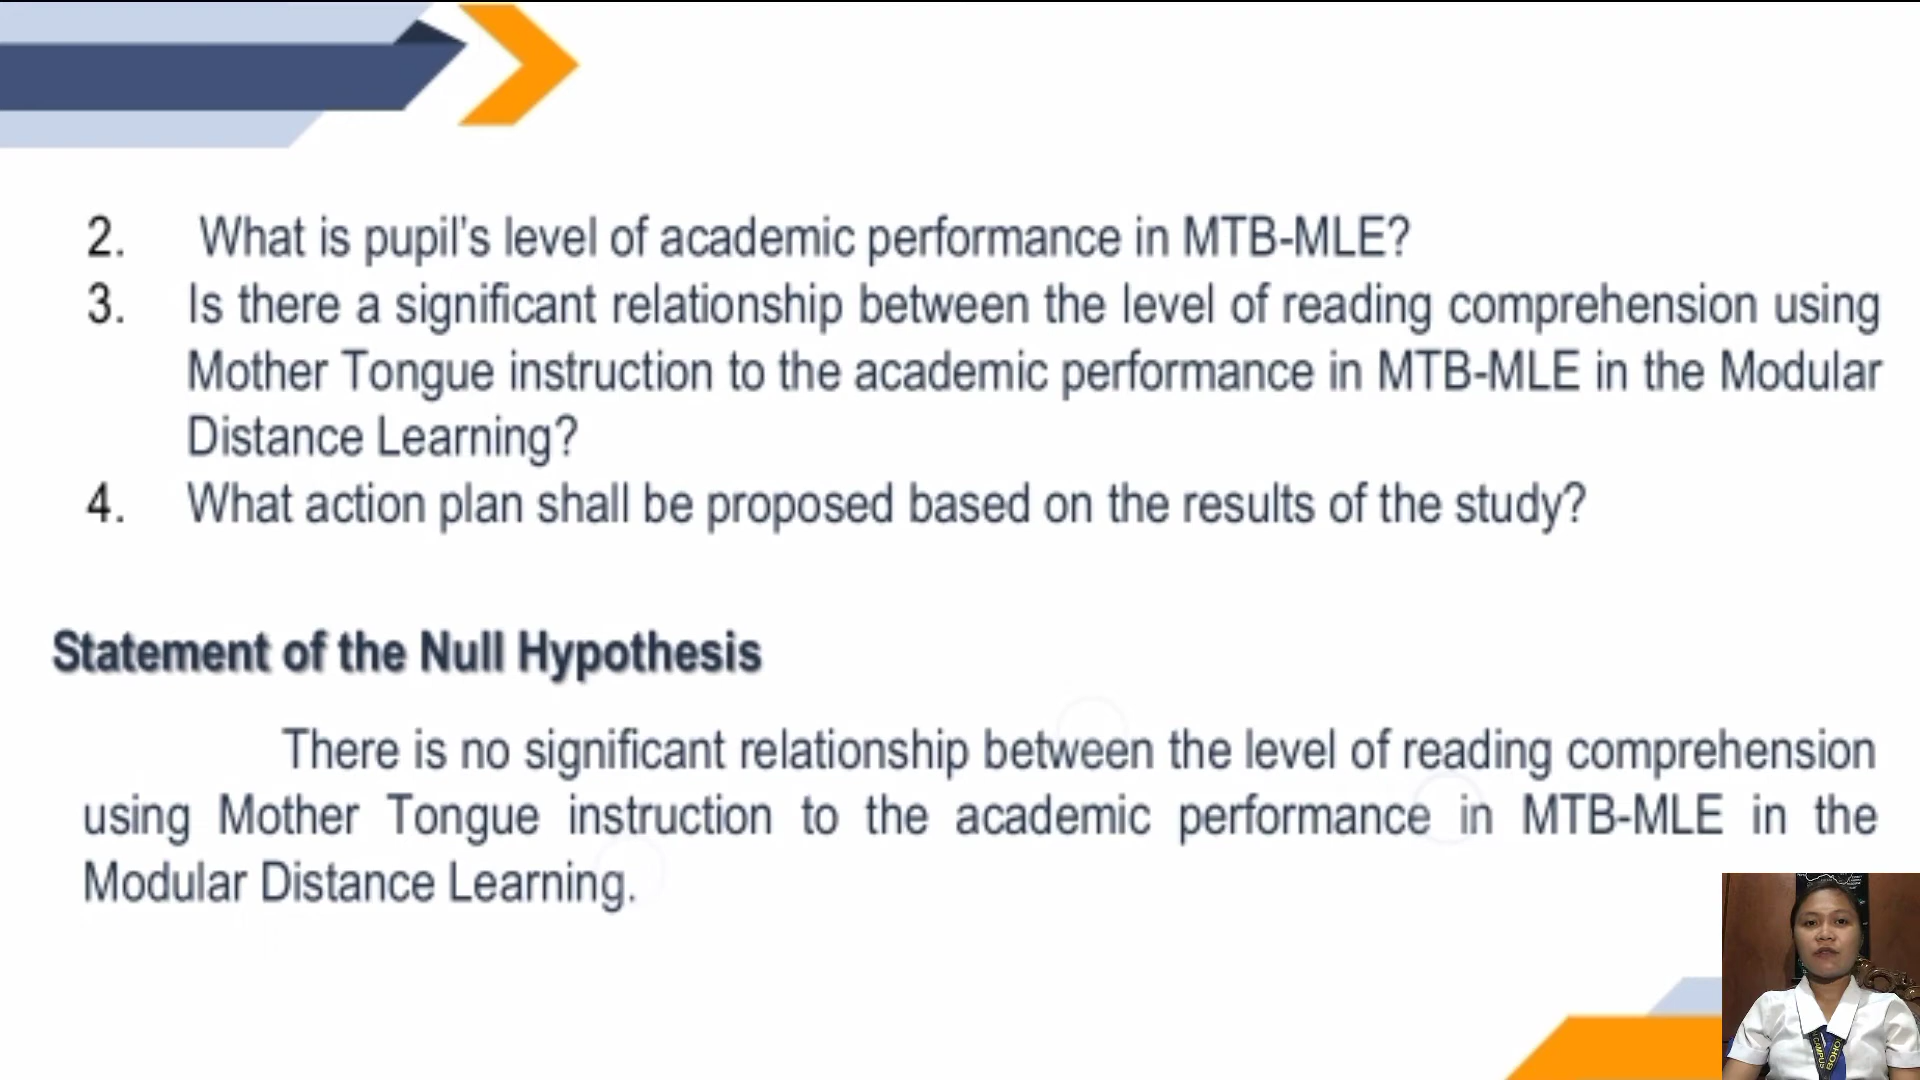 2. What is pupil's level of academic performance in MTB-MLE?
3. Is there a significant relationship between the level of reading comprehension using
Mother Tongue instruction to the academic performance in MTB-MLE in the Modular
Distance Learning?
4. What action plan shall be proposed based on the results of the study?
Statement of the Null Hypothesis
There is no significant relationship between the level of reading comprehension
using Mother Tongue instruction to the academic performance in MTB-MLE in the
Modular Distance Learning.
CAMPUS
BOHO